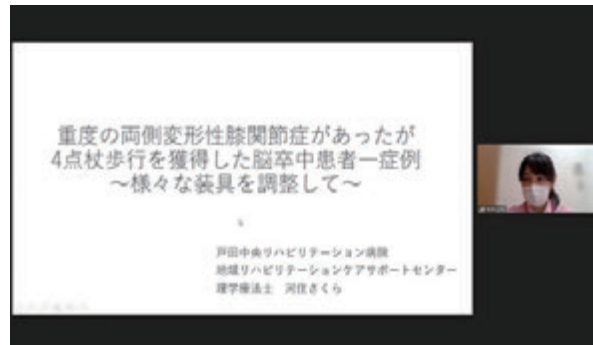 重度の両側変形性膝関節症があったが
4点杖歩行を獲得した脳卒中患者一症例
～様々な装具を調整して～
戸田中央リハビリテーション病院
地域リハビリテーションケアサポートセンター
理学療法士 河住さくら